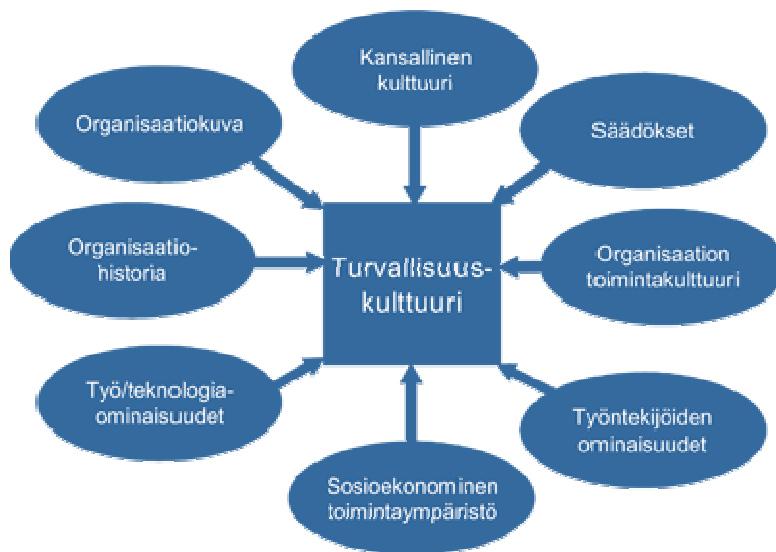 Kansallinen
kulttuuri
Organisaatiokuva
Säädökset
Organisaatio-
historia
Turvallisuus-
kulttuuri
Organisaation
toimintakulttuuri
Työ/teknologia-
ominaisuudet
Työntekijöiden
ominaisuudet
Sosioekonominen
toimintaympäristö